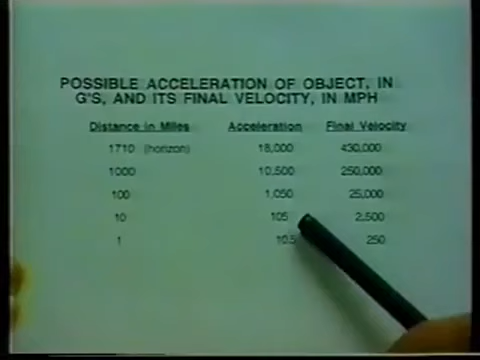 POSSIBLE ACCELERATION OF OBJECT, IN
G'S, AND ITS FINAL VELOCITY, IN MPH
Distance in Miles Acceleration Final Velocity
1710 (horizon) 18,000 430,000
1000 10,500 250,000
100 1,050 25,000
10 105 2,500
1 10.5 250